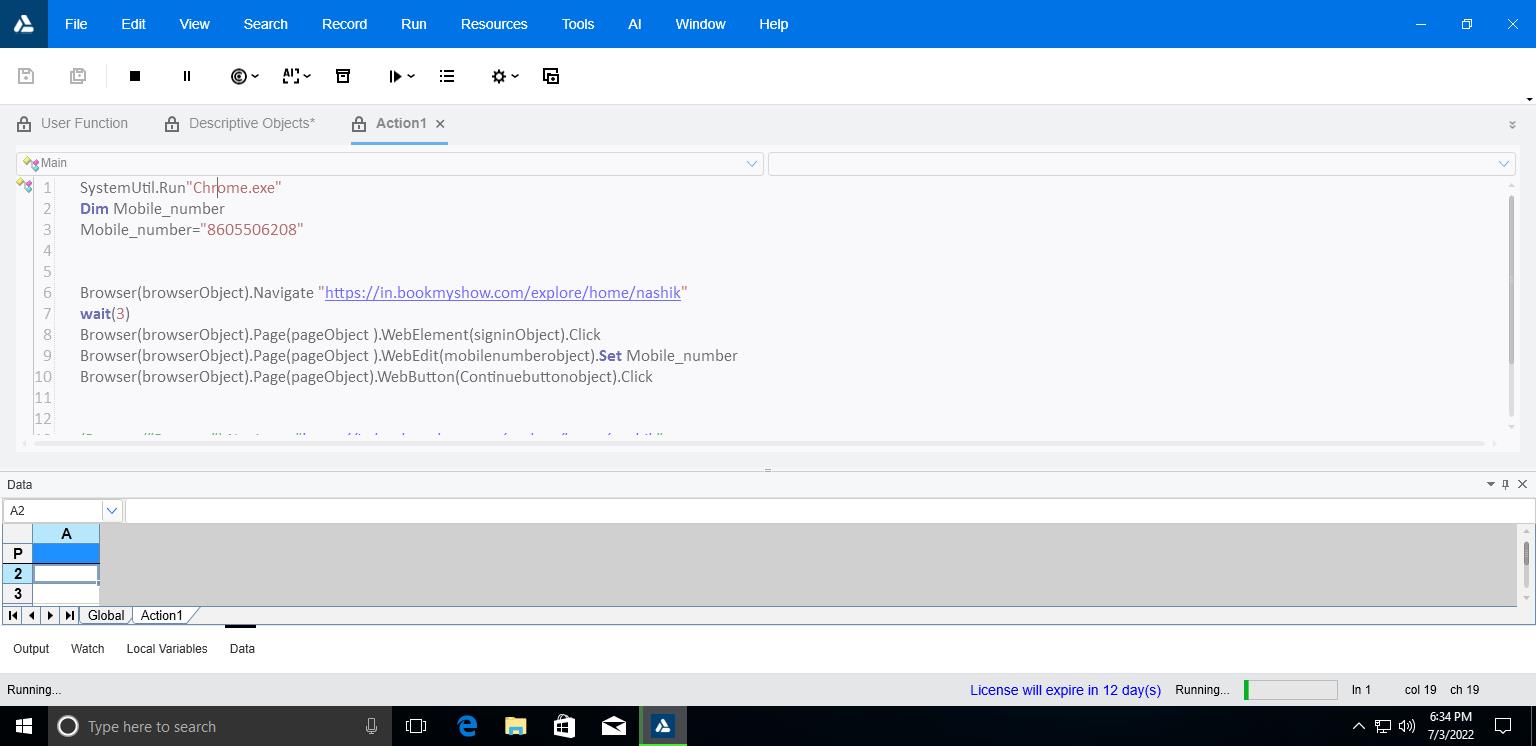 File Edit View Search Record Run Resources Tools AI Window Help
User Function Descriptive Objects* Action1
Main
1 SystemUtil.Run"Chrome.exe"
2 Dim Mobile_number
3 Mobile_number="8605506208"
4
5
6 Browser(browserObject).Navigate "https://in.bookmyshow.com/explore/home/nashik"
7 wait(3)
8 Browser(browserObject).Page(pageObject ).WebElement(signinObject).Click
9 Browser(browserObject).Page(pageObject ).WebEdit(mobilenumberobject).Set Mobile_number
10 Browser(browserObject).Page(pageObject).WebButton(Continuebuttonobject).Click
11
12
Data
A2
A
P
2
3
Global Action1
Output Watch Local Variables Data
Running... License will expire in 12 day(s) Running... ln 1 col 19 ch 19
Type here to search
6:34 PM
7/3/2022